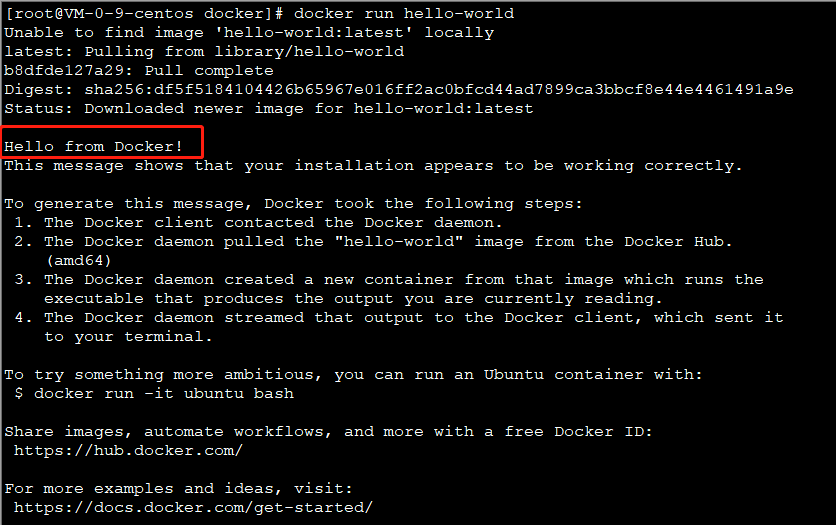 [root@VM-0-9-centos docker]# docker run hello-world
Unable to find image 'hello-world:latest' locally
latest: Pulling from library/hello-world
b8dfde127a29: Pull complete
Digest: sha256:df5f5184104426b65967e016ff2ac0bfcd44ad7899ca3bbcf8e44e4461491a9e
Status: Downloaded newer image for hello-world:latest

Hello from Docker!
This message shows that your installation appears to be working correctly.

To generate this message, Docker took the following steps:
 1. The Docker client contacted the Docker daemon.
 2. The Docker daemon pulled the "hello-world" image from the Docker Hub.
    (amd64)
 3. The Docker daemon created a new container from that image which runs the
    executable that produces the output you are currently reading.
 4. The Docker daemon streamed that output to the Docker client, which sent it
    to your terminal.

To try something more ambitious, you can run an Ubuntu container with:
 $ docker run -it ubuntu bash

Share images, automate workflows, and more with a free Docker ID:
 https://hub.docker.com/

For more examples and ideas, visit:
 https://docs.docker.com/get-started/